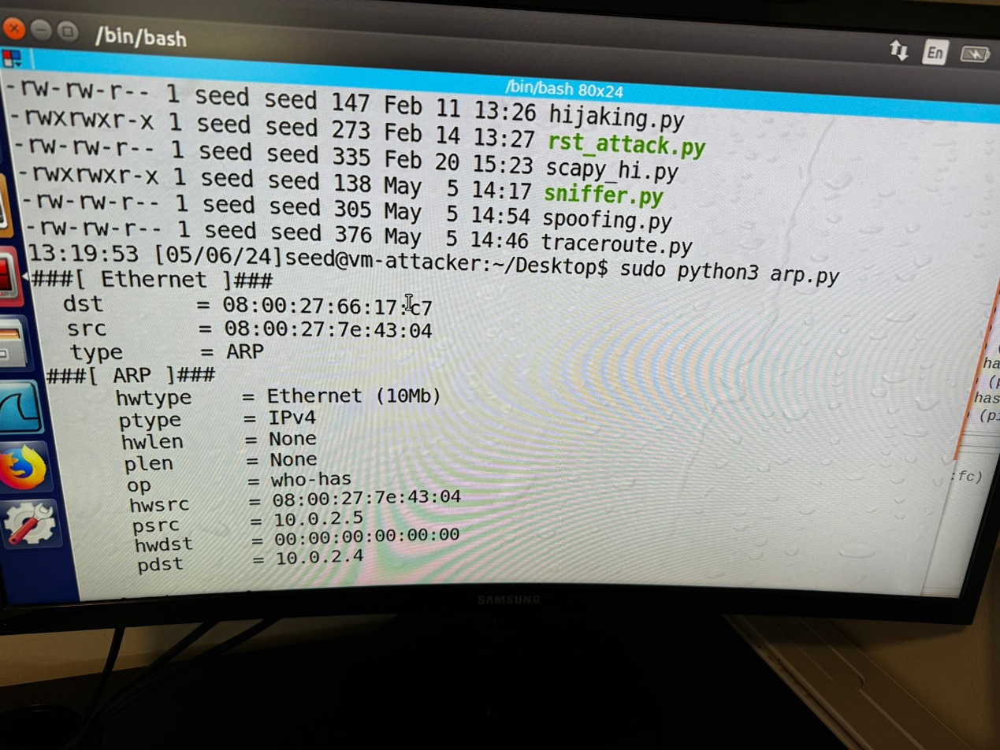 /bin/bash
En
/bin/bash 80x24
-rw-rw-r-- 1 seed seed 147 Feb 11 13:26 hijaking.py
-rwxrwxr-x 1 seed seed 273 Feb 14 13:27 rst_attack.py
-rw-rw-r-- 1 seed seed 335 Feb 20 15:23 scapy_hi.py
-rwxrwxr-x 1 seed seed 138 May  5 14:17 sniffer.py
-rw-rw-r-- 1 seed seed 305 May  5 14:54 spoofing.py
-rw-rw-r-- 1 seed seed 376 May  5 14:46 traceroute.py
13:19:53 [05/06/24]seed@vm-attacker:~/Desktop$ sudo python3 arp.py
###[ Ethernet ]###
dst = 08:00:27:66:17:c7
src = 08:00:27:7e:43:04
type = ARP
###[ ARP ]###
hwtype = Ethernet (10Mb)
ptype = IPv4
hwlen = None
plen = None
op = who-has
hwsrc = 08:00:27:7e:43:04
psrc = 10.0.2.5
hwdst = 00:00:00:00:00:00
pdst = 10.0.2.4
:fc)
SAMSUNG